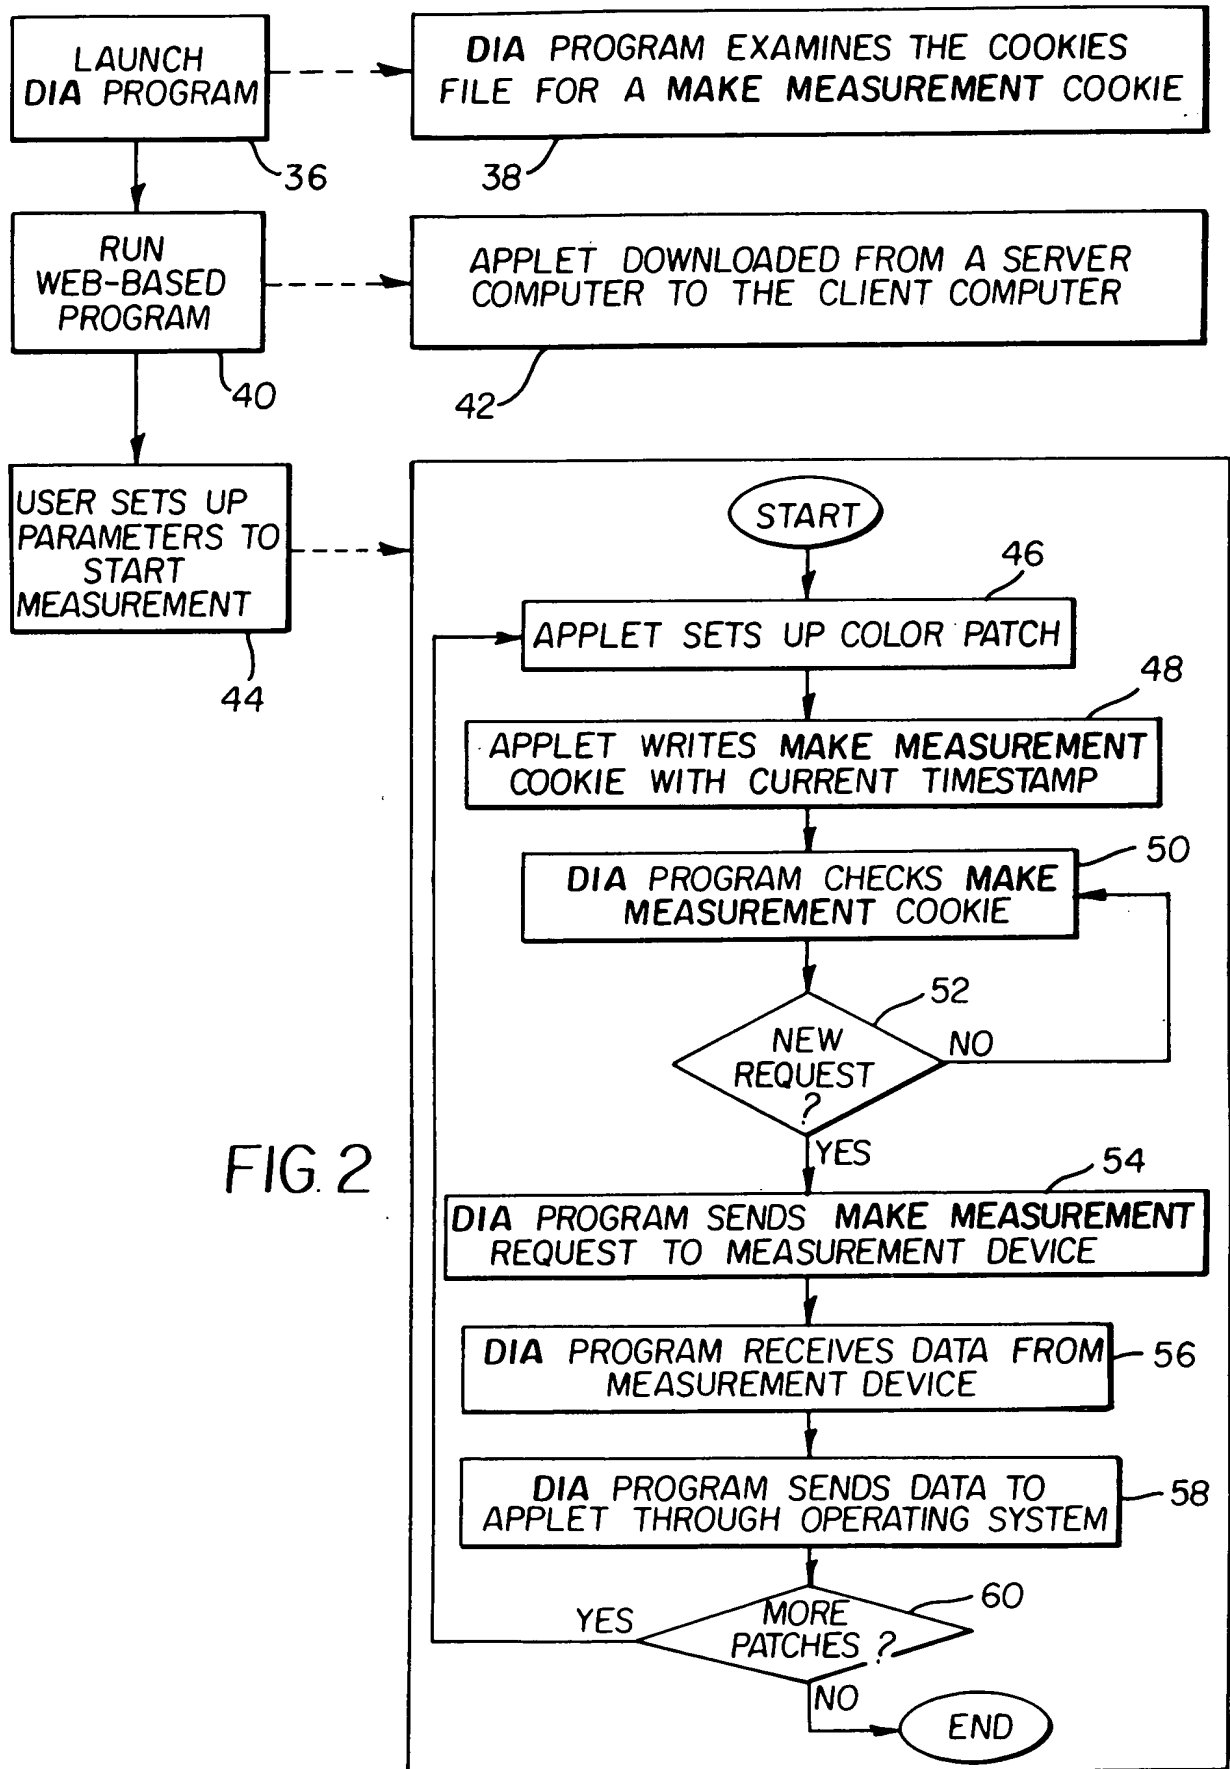 LAUNCH
DIA PROGRAM
36
DIA PROGRAM EXAMINES THE COOKIES
FILE FOR A MAKE MEASUREMENT COOKIE
38
RUN
WEB-BASED
PROGRAM
40
APPLET DOWNLOADED FROM A SERVER
COMPUTER TO THE CLIENT COMPUTER
42
USER SETS UP
PARAMETERS TO
START
MEASUREMENT
44
START
46
APPLET SETS UP COLOR PATCH
48
APPLET WRITES MAKE MEASUREMENT
COOKIE WITH CURRENT TIMESTAMP
50
DIA PROGRAM CHECKS MAKE
MEASUREMENT COOKIE
52
NEW
REQUEST
?
NO
YES
FIG. 2
54
DIA PROGRAM SENDS MAKE MEASUREMENT
REQUEST TO MEASUREMENT DEVICE
DIA PROGRAM RECEIVES DATA FROM
MEASUREMENT DEVICE
56
DIA PROGRAM SENDS DATA TO
APPLET THROUGH OPERATING SYSTEM
58
60
MORE
PATCHES ?
YES
NO
END